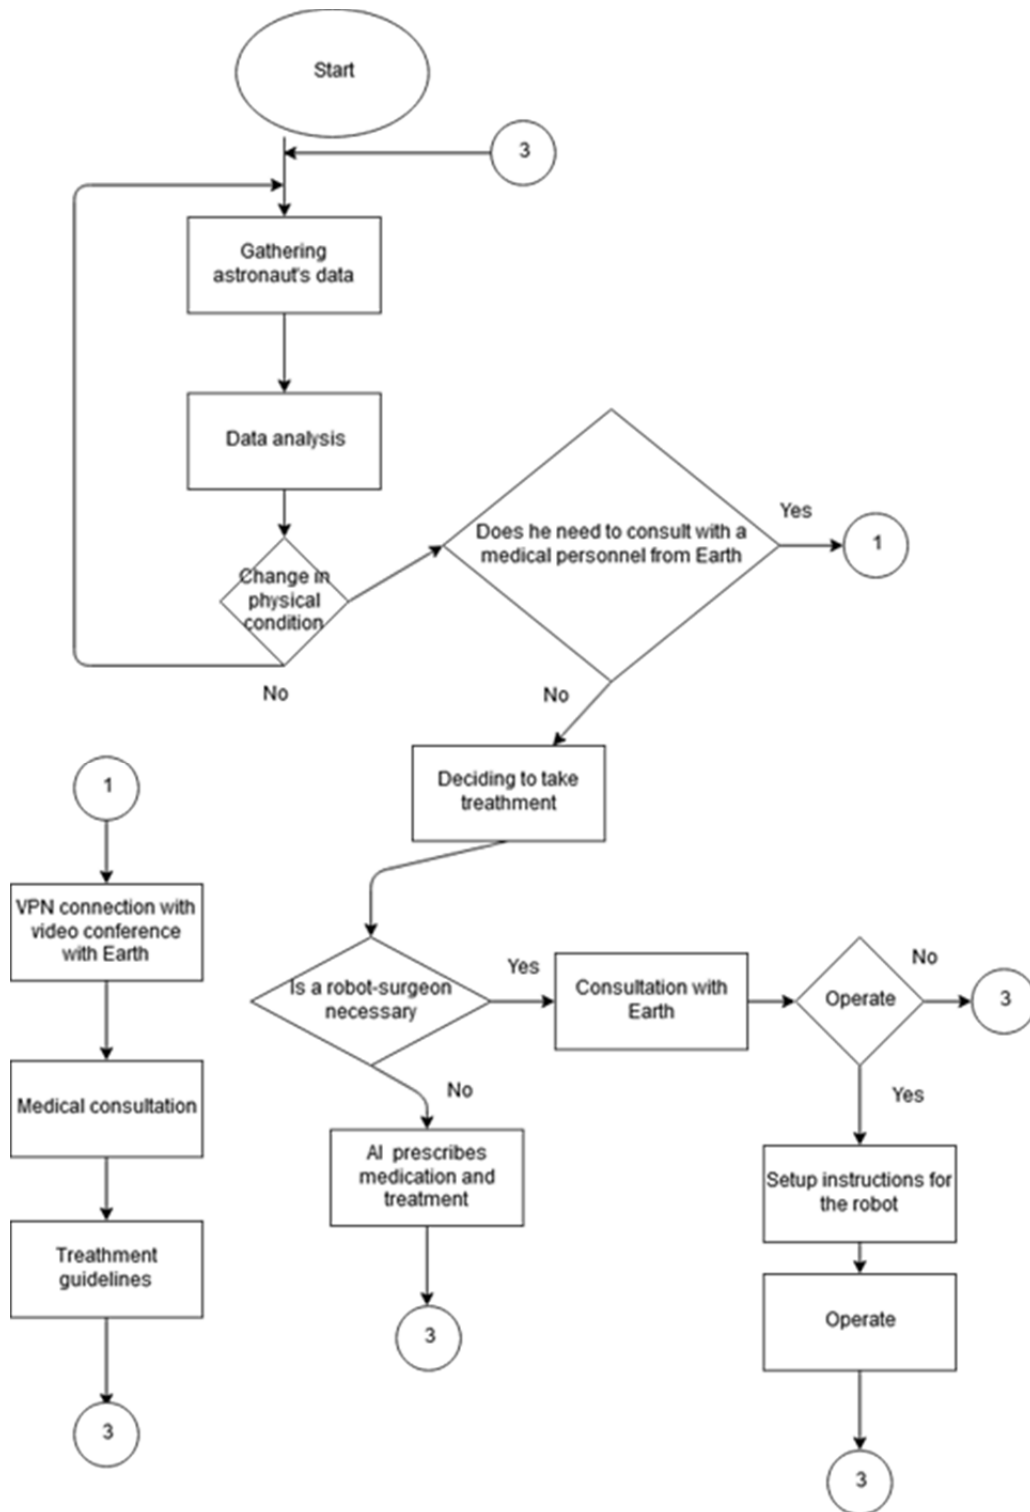 Start
3
Gathering
astronaut's data
Data analysis
Change in
physical
condition
No
Does he need to consult with a
medical personnel from Earth
Yes
1
No
Deciding to take
treathment
1
VPN connection with
video conference
with Earth
Medical consultation
Treathment
guidelines
3
Is a robot-surgeon
necessary
Yes
Consultation with
Earth
Operate
No
3
No
AI prescribes
medication and
treatment
3
Yes
Setup instructions for
the robot
Operate
3